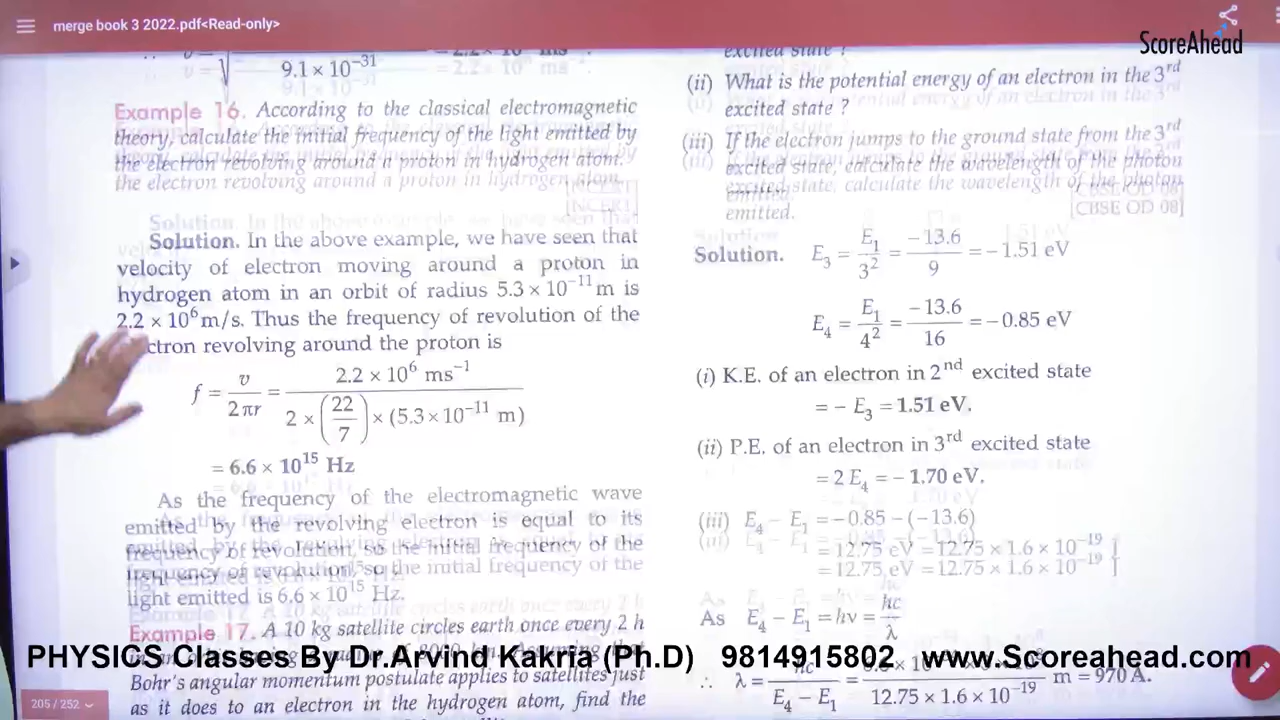 merge book 3 2022.pdf<Read-only>
ScoreAhead
9.1 × 10⁻³¹
Example 16. According to the classical electromagnetic
theory, calculate the initial frequency of the light emitted by
the electron revolving around a proton in hydrogen atom.
[NCERT]
Solution. In the above example, we have seen that
velocity of electron moving around a proton in
hydrogen atom in an orbit of radius 5.3 × 10⁻¹¹ m is
2.2 × 10⁶ m/s. Thus the frequency of revolution of the
ctron revolving around the proton is
f = υ / 2πr = 2.2 × 10⁶ ms⁻¹ / 2 × (22/7) × (5.3 × 10⁻¹¹ m)
= 6.6 × 10¹⁵ Hz
As the frequency of the electromagnetic wave
emitted by the revolving electron is equal to its
frequency of revolution, so the initial frequency of the
light emitted is 6.6 × 10¹⁵ Hz.
Example 17. A 10 kg satellite circles earth once every 2 h
Bohr's angular momentum postulate applies to satellites just
as it does to an electron in the hydrogen atom, find the
excited state ?
(ii) What is the potential energy of an electron in the 3ʳᵈ
excited state ?
(iii) If the electron jumps to the ground state from the 3ʳᵈ
excited state, calculate the wavelength of the photon
emitted. [CBSE OD 08]
Solution. E₃ = E₁ / 3² = −13.6 / 9 = −1.51 eV
E₄ = E₁ / 4² = −13.6 / 16 = −0.85 eV
(i) K.E. of an electron in 2ⁿᵈ excited state
= − E₃ = 1.51 eV.
(ii) P.E. of an electron in 3ʳᵈ excited state
= 2 E₄ = − 1.70 eV.
(iii) E₄ − E₁ = −0.85 − (−13.6)
= 12.75 eV = 12.75 × 1.6 × 10⁻¹⁹ J
As E₄ − E₁ = hν = hc / λ
∴ λ = hc / E₄ − E₁ = / 12.75 × 1.6 × 10⁻¹⁹ m = 970 Å.
PHYSICS Classes By Dr.Arvind Kakria (Ph.D) 9814915802 www.Scoreahead.com
205 / 252